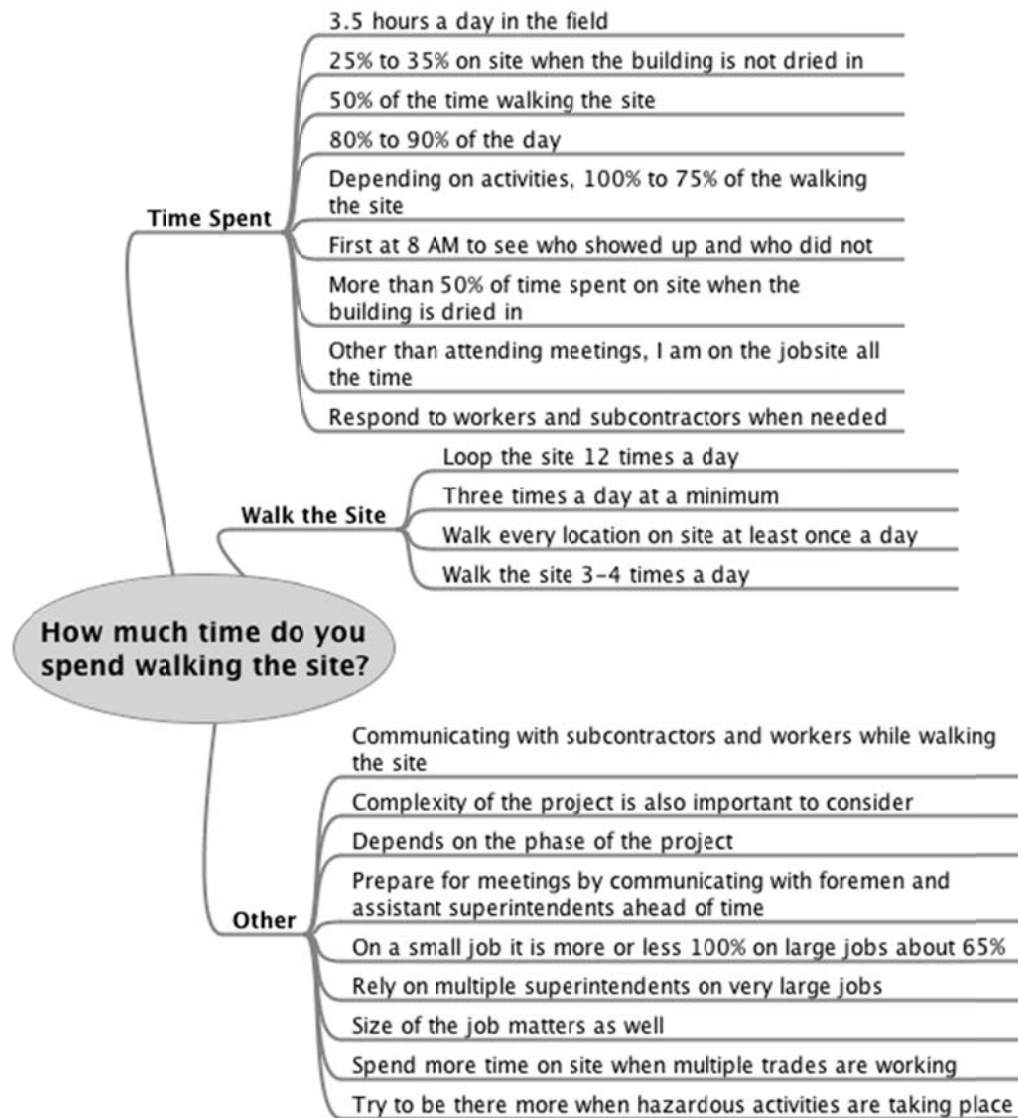 3.5 hours a day in the field
25% to 35% on site when the building is not dried in
50% of the time walking the site
80% to 90% of the day
Depending on activities, 100% to 75% of the walking
the site
Time Spent
First at 8 AM to see who showed up and who did not
More than 50% of time spent on site when the
building is dried in
Other than attending meetings, I am on the jobsite all
the time
Respond to workers and subcontractors when needed
Loop the site 12 times a day
Three times a day at a minimum
Walk the Site
Walk every location on site at least once a day
Walk the site 3-4 times a day
How much time do you
spend walking the site?
Communicating with subcontractors and workers while walking
the site
Complexity of the project is also important to consider
Depends on the phase of the project
Prepare for meetings by communicating with foremen and
assistant superintendents ahead of time
Other
On a small job it is more or less 100% on large jobs about 65%
Rely on multiple superintendents on very large jobs
Size of the job matters as well
Spend more time on site when multiple trades are working
Try to be there more when hazardous activities are taking place